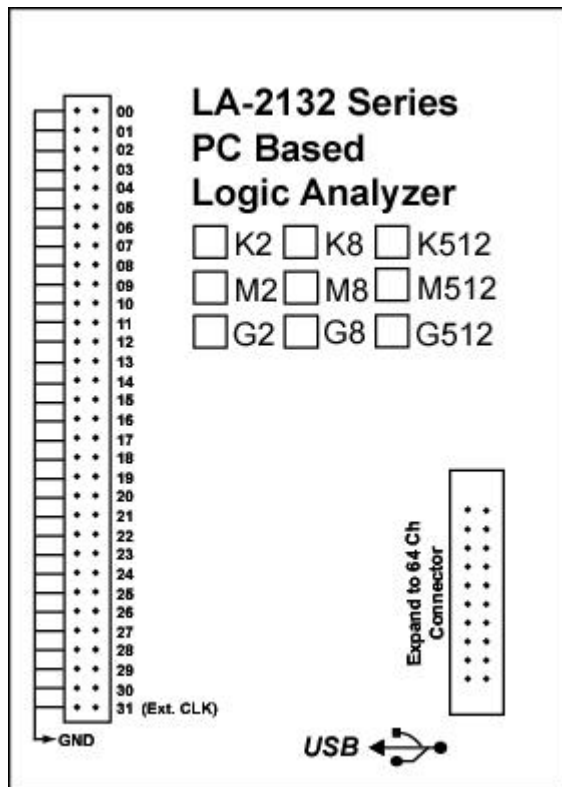 LA-2132 Series
PC Based
Logic Analyzer
K2 K8 K512
M2 M8 M512
G2 G8 G512
00
01
02
03
04
05
06
07
08
09
10
11
12
13
14
15
16
17
18
19
20
21
22
23
24
25
26
27
28
29
30
31 (Ext. CLK)
GND
Expand to 64 Ch
Connector
USB